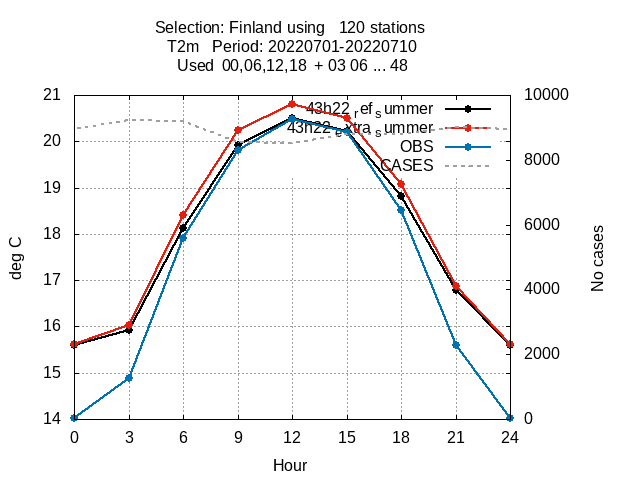 Selection: Finland using 120 stations
T2m Period: 20220701-20220710
Used 00,06,12,18 + 03 06 ... 48
21 10000
43h22_ref_summer
43h22_extra_summer
20
OBS
8000
CASES
19
18
6000
17
4000
16
2000
15
14 0
0 3 6 9 12 15 18 21 24
Hour
deg C
No cases